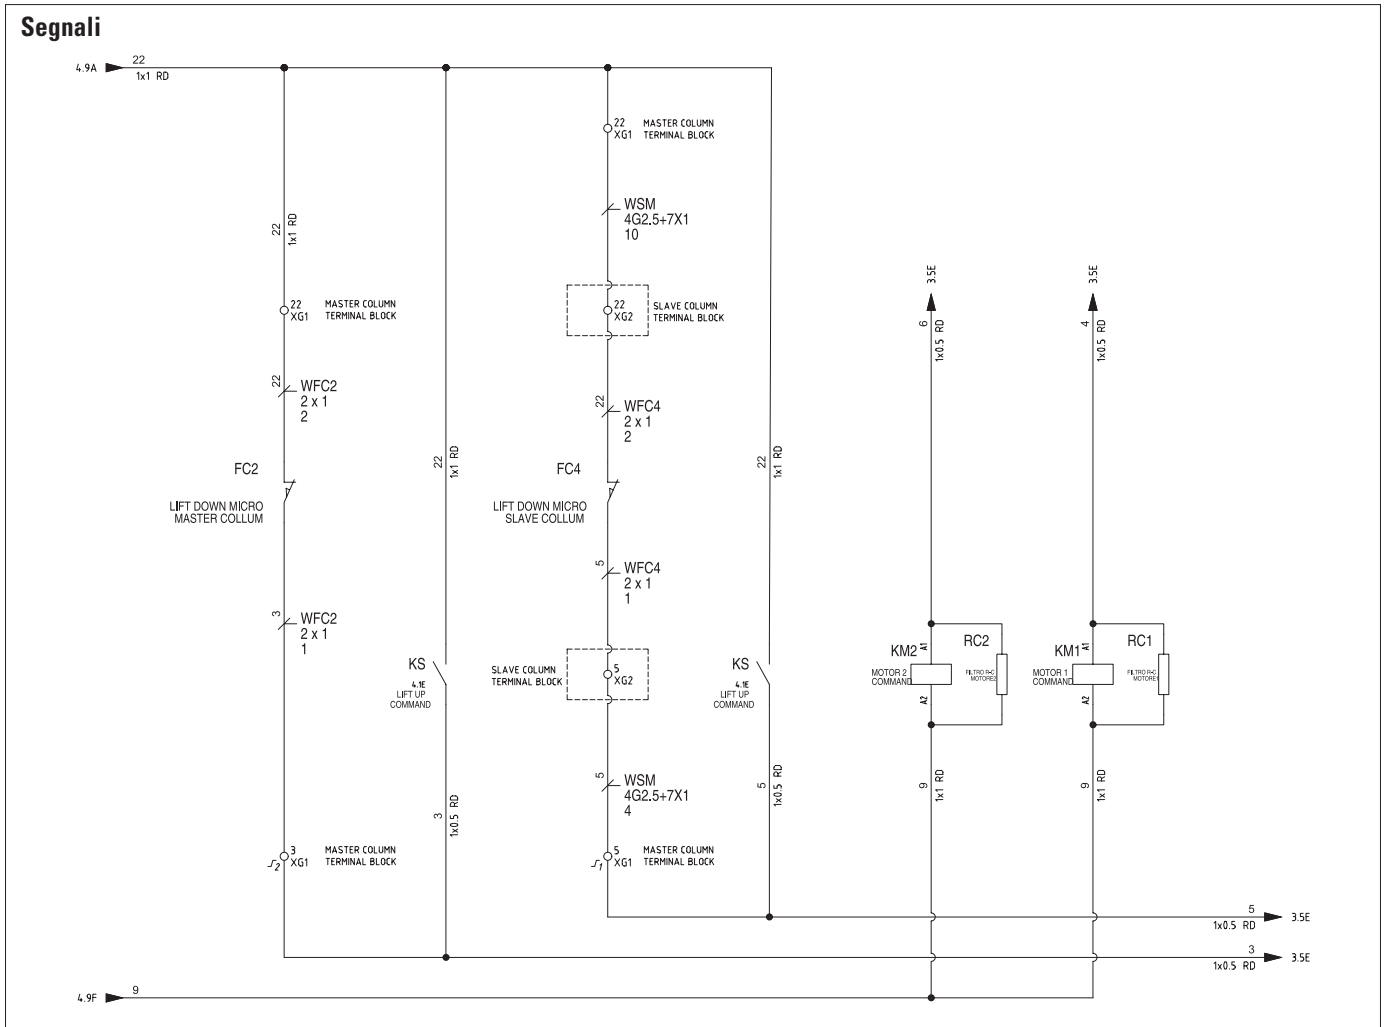 Segnali
4.9A
22
1x1 RD
22
XG1
MASTER COLUMN
TERMINAL BLOCK
WSM
4G2.5+7X1
10
22
1x1 RD
22
XG1
MASTER COLUMN
TERMINAL BLOCK
22
XG2
SLAVE COLUMN
TERMINAL BLOCK
3.5E
3.5E
6
1x0.5 RD
4
1x0.5 RD
22
WFC2
2 x 1
2
22
WFC4
2 x 1
2
FC2
LIFT DOWN MICRO
MASTER COLLUM
22
1x1 RD
FC4
LIFT DOWN MICRO
SLAVE COLLUM
22
1x1 RD
5
WFC4
2 x 1
1
3
WFC2
2 x 1
1
KS
4.1E
LIFT UP
COMMAND
SLAVE COLUMN
TERMINAL BLOCK
5
XG2
KS
4.1E
LIFT UP
COMMAND
KM2
A1
MOTOR 2
COMMAND
A2
RC2
FILTRO R-C
MOTORE2
KM1
A1
MOTOR 1
COMMAND
A2
RC1
FILTRO R-C
MOTORE1
5
WSM
4G2.5+7X1
4
5
1x0.5 RD
9
1x1 RD
9
1x1 RD
3
1x0.5 RD
3
XG1
2
MASTER COLUMN
TERMINAL BLOCK
5
XG1
1
MASTER COLUMN
TERMINAL BLOCK
5
1x0.5 RD
3.5E
3
1x0.5 RD
3.5E
4.9F
9